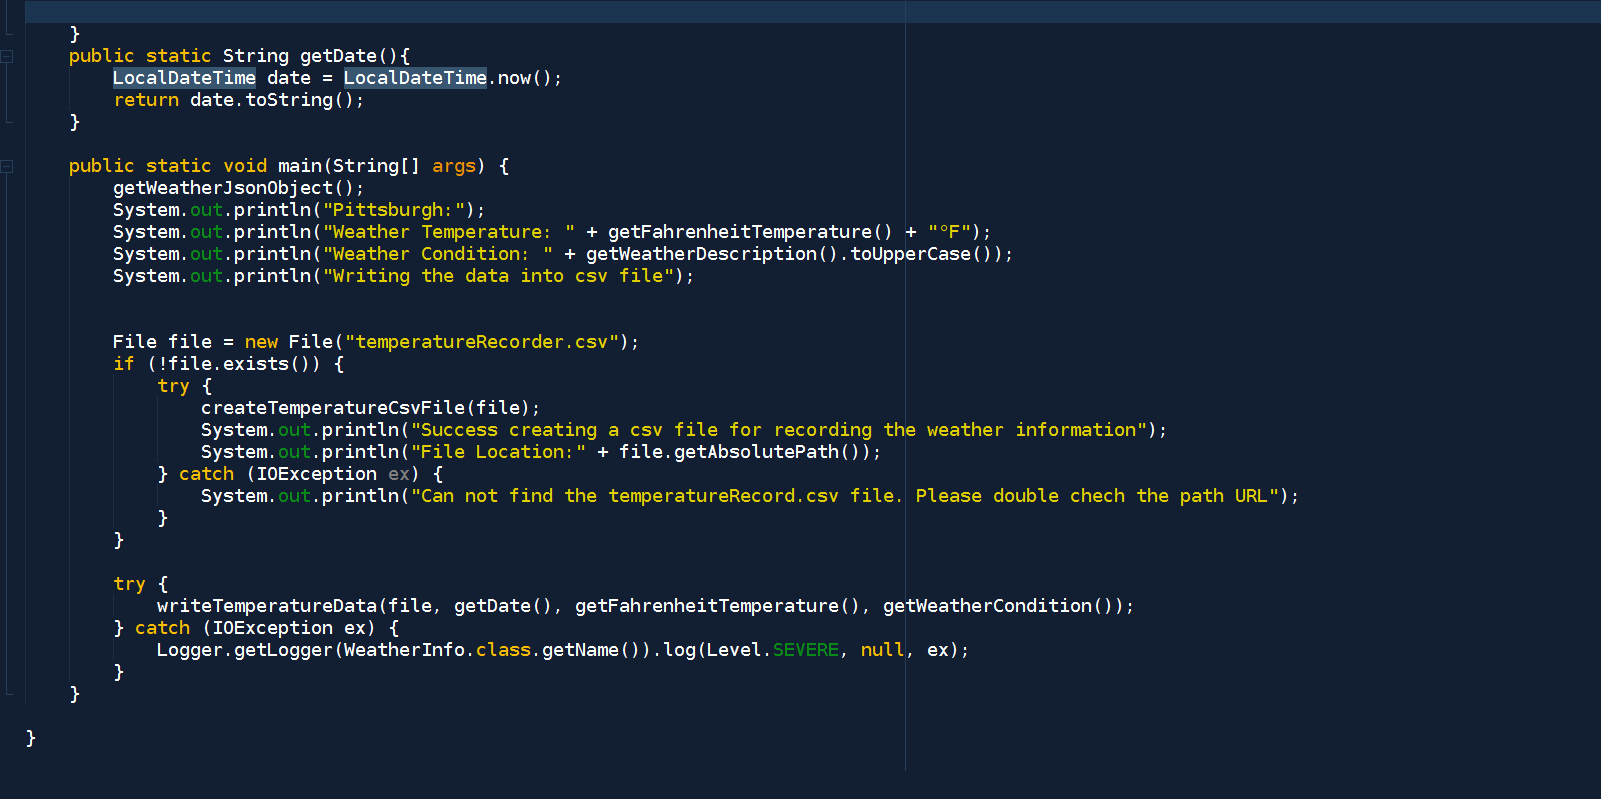 }
    public static String getDate(){
        LocalDateTime date = LocalDateTime.now();
        return date.toString();
    }

    public static void main(String[] args) {
        getWeatherJsonObject();
        System.out.println("Pittsburgh:");
        System.out.println("Weather Temperature: " + getFahrenheitTemperature() + "°F");
        System.out.println("Weather Condition: " + getWeatherDescription().toUpperCase());
        System.out.println("Writing the data into csv file");


        File file = new File("temperatureRecorder.csv");
        if (!file.exists()) {
            try {
                createTemperatureCsvFile(file);
                System.out.println("Success creating a csv file for recording the weather information");
                System.out.println("File Location:" + file.getAbsolutePath());
            } catch (IOException ex) {
                System.out.println("Can not find the temperatureRecord.csv file. Please double chech the path URL");
            }
        }

        try {
            writeTemperatureData(file, getDate(), getFahrenheitTemperature(), getWeatherCondition());
        } catch (IOException ex) {
            Logger.getLogger(WeatherInfo.class.getName()).log(Level.SEVERE, null, ex);
        }
    }

}